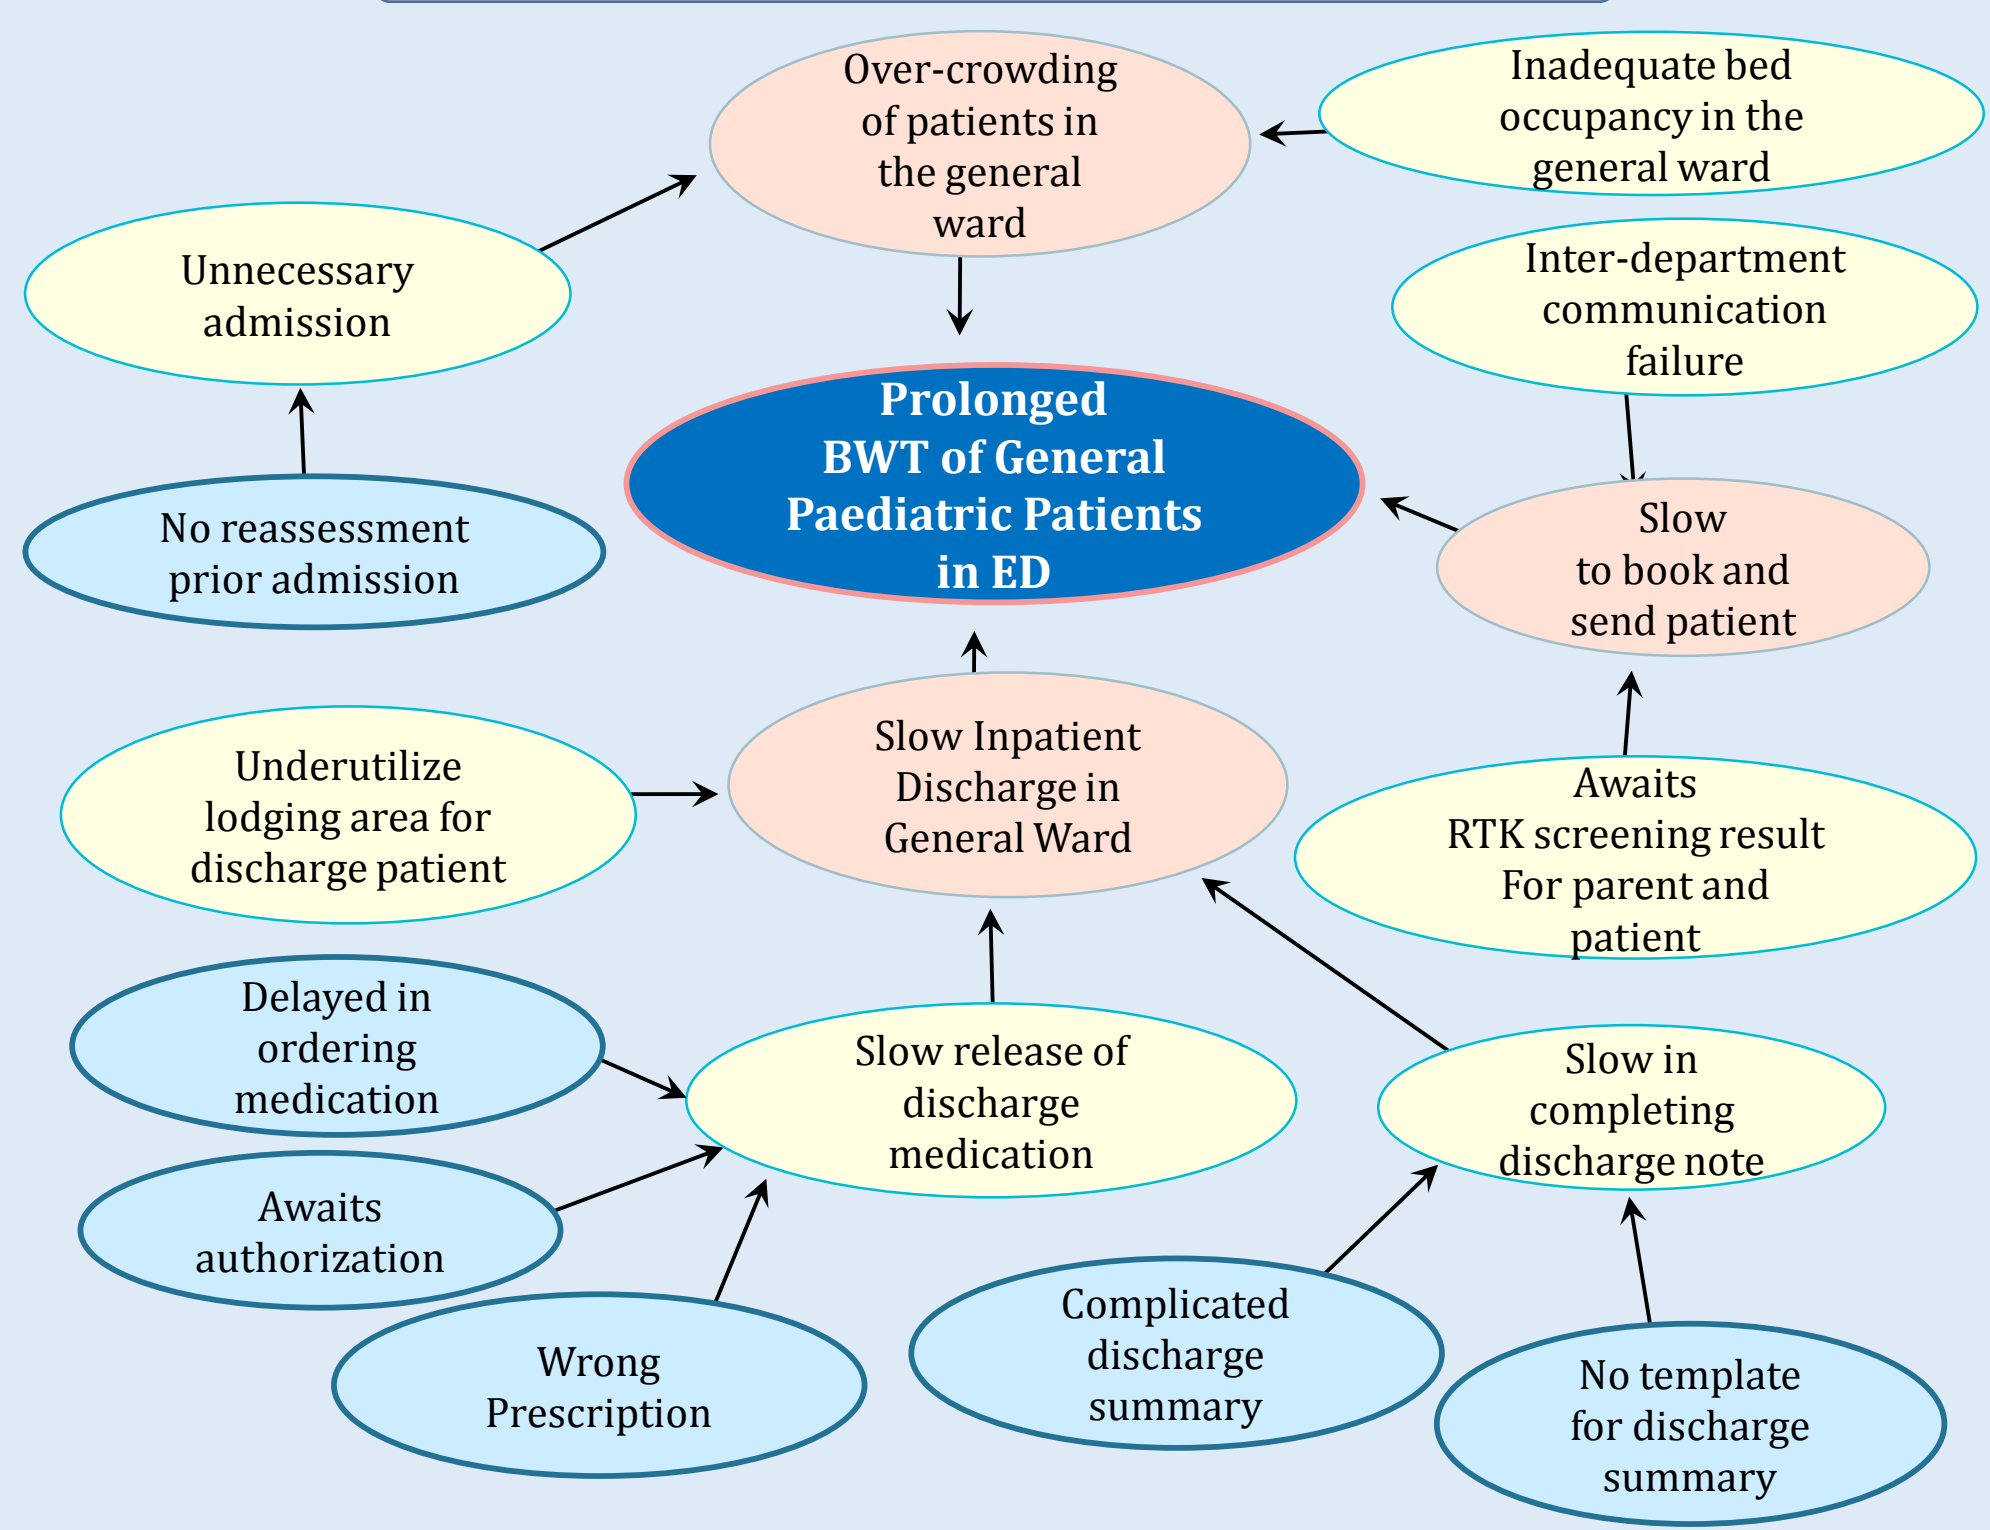 Over-crowding
of patients in
the general
ward
Inadequate bed
occupancy in the
general ward
Unnecessary
admission
Inter-department
communication
failure
Prolonged
BWT of General
Paediatric Patients
in ED
No reassessment
prior admission
Slow
to book and
send patient
Underutilize
lodging area for
discharge patient
Slow Inpatient
Discharge in
General Ward
Awaits
RTK screening result
For parent and
patient
Delayed in
ordering
medication
Slow release of
discharge
medication
Slow in
completing
discharge note
Awaits
authorization
Wrong
Prescription
Complicated
discharge
summary
No template
for discharge
summary